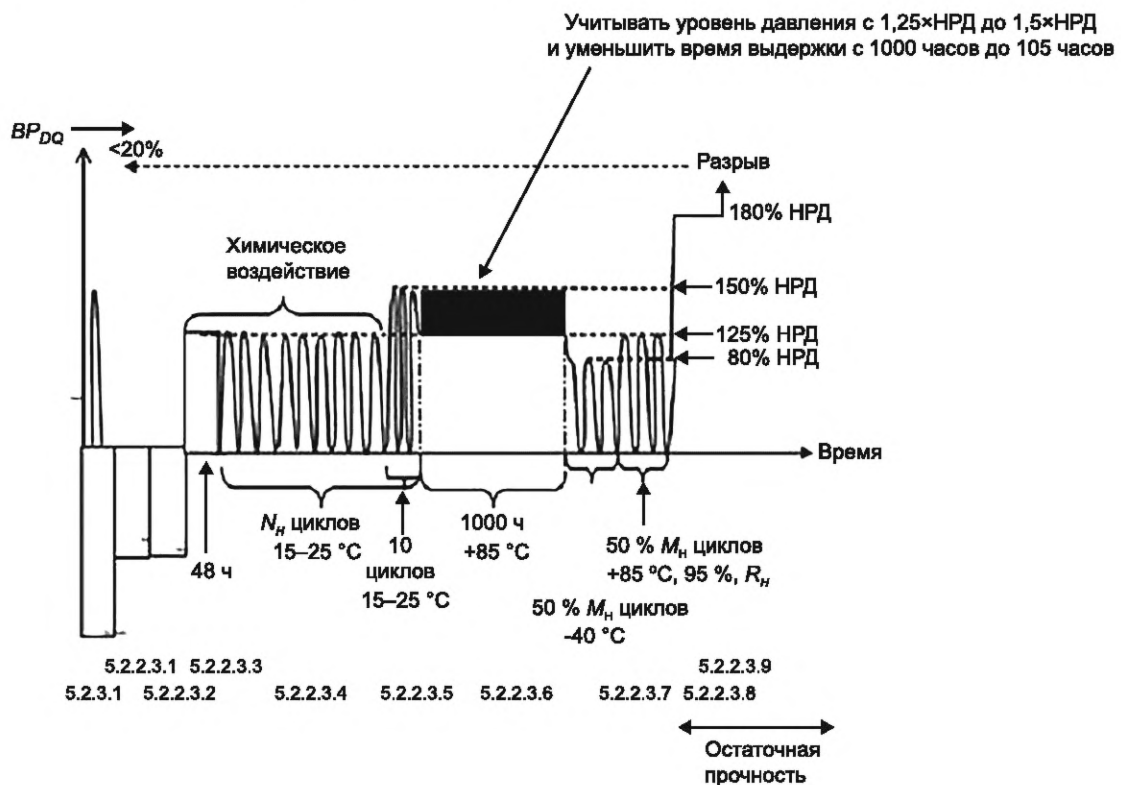 Учитывать уровень давления с 1,25×НРД до 1,5×НРД
и уменьшить время выдержки с 1000 часов до 105 часов
BP_DQ
<20%
Разрыв
180% НРД
Химическое
воздействие
150% НРД
125% НРД
80% НРД
Время
48 ч
N_H циклов
15–25 °C
10
циклов
15–25 °C
1000 ч
+85 °C
50 % M_н циклов
+85 °C, 95 %, R_H
50 % M_н циклов
-40 °C
5.2.2.3.1 5.2.2.3.3 5.2.2.3.9
5.2.3.1 5.2.2.3.2 5.2.2.3.4 5.2.2.3.5 5.2.2.3.6 5.2.2.3.7 5.2.2.3.8
Остаточная
прочность